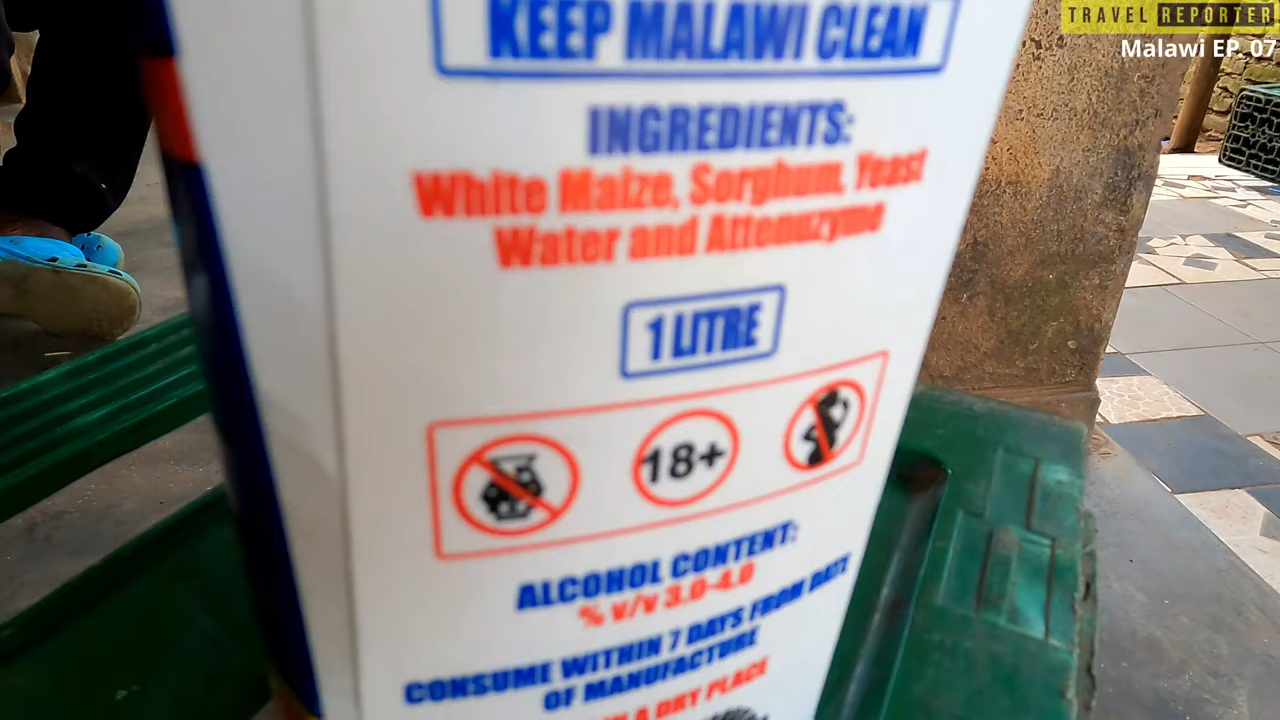 TRAVEL REPORTER
Malawi EP 07
KEEP MALAWI CLEAN
INGREDIENTS:
White Maize, Sorghum, Yeast
Water and Attenuzyme
1 LITRE
18+
ALCOHOL CONTENT:
% v/v 3.0-4.0
CONSUME WITHIN 7 DAYS FROM DATE
OF MANUFACTURE
IN A DRY PLACE